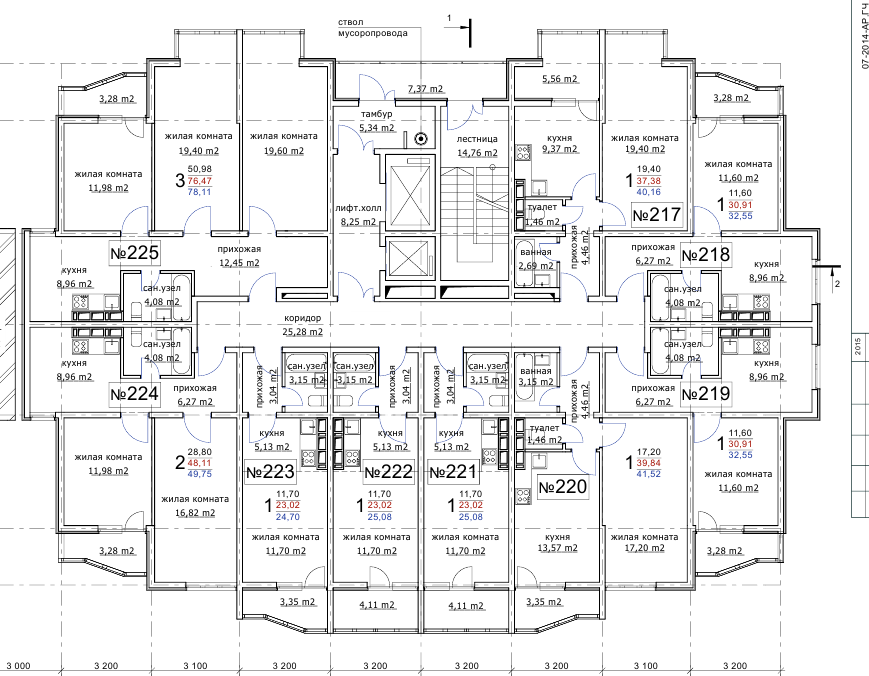 07-2014-АР.ГЧ
2015
ствол
мусоропровода
1
2
7,37 m2
тамбур
5,34 m2
лестница
14,76 m2
лифт.холл
8,25 m2
коридор
25,28 m2
3,28 m2
жилая комната
11,98 m2
жилая комната
19,40 m2
жилая комната
19,60 m2
3
50,98
76,47
78,11
№225
прихожая
12,45 m2
кухня
8,96 m2
сан.узел
4,08 m2
5,56 m2
кухня
9,37 m2
жилая комната
19,40 m2
1
19,40
37,38
40,16
№217
туалет
1,46 m2
ванная
2,69 m2
прихожая
4,46 m2
3,28 m2
жилая комната
11,60 m2
1
11,60
30,91
32,55
прихожая
6,27 m2
№218
кухня
8,96 m2
сан.узел
4,08 m2
сан.узел
4,08 m2
кухня
8,96 m2
№224
прихожая
6,27 m2
жилая комната
11,98 m2
2
28,80
48,11
49,75
жилая комната
16,82 m2
3,28 m2
прихожая
3,04 m2
сан.узел
3,15 m2
кухня
5,13 m2
№223
1
11,70
23,02
24,70
жилая комната
11,70 m2
3,35 m2
сан.узел
3,15 m2
прихожая
3,04 m2
кухня
5,13 m2
№222
1
11,70
23,02
25,08
жилая комната
11,70 m2
4,11 m2
прихожая
3,04 m2
сан.узел
3,15 m2
кухня
5,13 m2
№221
1
11,70
23,02
25,08
жилая комната
11,70 m2
4,11 m2
ванная
3,15 m2
прихожая
4,46 m2
туалет
1,46 m2
№220
1
17,20
39,84
41,52
кухня
13,57 m2
жилая комната
17,20 m2
3,35 m2
сан.узел
4,08 m2
кухня
8,96 m2
прихожая
6,27 m2
№219
1
11,60
30,91
32,55
жилая комната
11,60 m2
3,28 m2
3 000
3 200
3 100
3 200
3 200
3 200
3 200
3 100
3 200